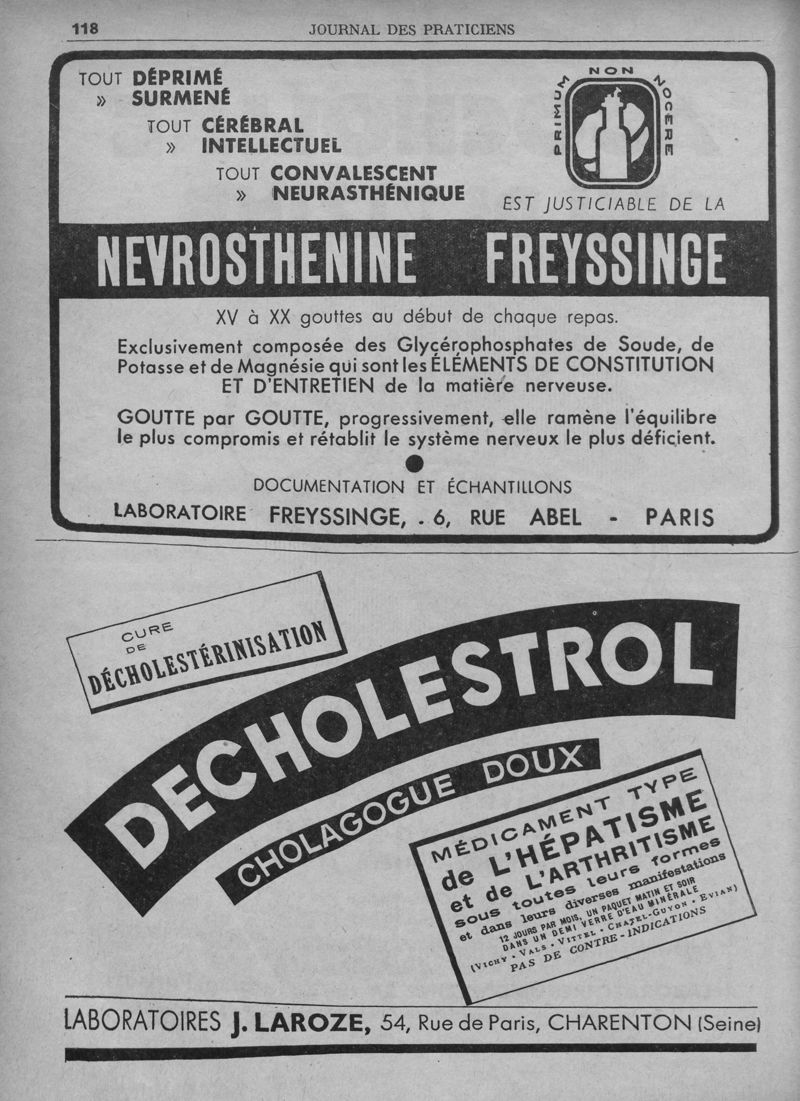 118
JOURNAL DES PRATICIENS
TOUT DÉPRIMÉ
» SURMENÉ
TOUT CÉRÉBRAL
» INTELLECTUEL
TOUT CONVALESCENT
» NEURASTHÉNIQUE
PRIMUM NON NOCERE
EST JUSTICIABLE DE LA
NEVROSTHENINE FREYSSINGE
XV à XX gouttes au début de chaque repas.
Exclusivement composée des Glycérophosphates de Soude, de
Potasse et de Magnésie qui sont les ÉLÉMENTS DE CONSTITUTION
ET D'ENTRETIEN de la matière nerveuse.
GOUTTE par GOUTTE, progressivement, elle ramène l'équilibre
le plus compromis et rétablit le système nerveux le plus déficient.
DOCUMENTATION ET ÉCHANTILLONS
LABORATOIRE FREYSSINGE, . 6, RUE ABEL - PARIS
CURE
DE
DÉCHOLESTÉRINISATION
DECHOLESTROL
CHOLAGOGUE DOUX
MÉDICAMENT TYPE
de L'HÉPATISME
et de L'ARTHRITISME
sous toutes leurs formes
et dans leurs diverses manifestations
12 JOURS PAR MOIS, UN PAQUET MATIN ET SOIR
DANS UN DEMI VERRE D'EAU MINÉRALE
(VICHY - VALS - VITTEL - CHATEL-GUYON - EVIAN)
PAS DE CONTRE-INDICATIONS
LABORATOIRES J. LAROZE, 54, Rue de Paris, CHARENTON (Seine)